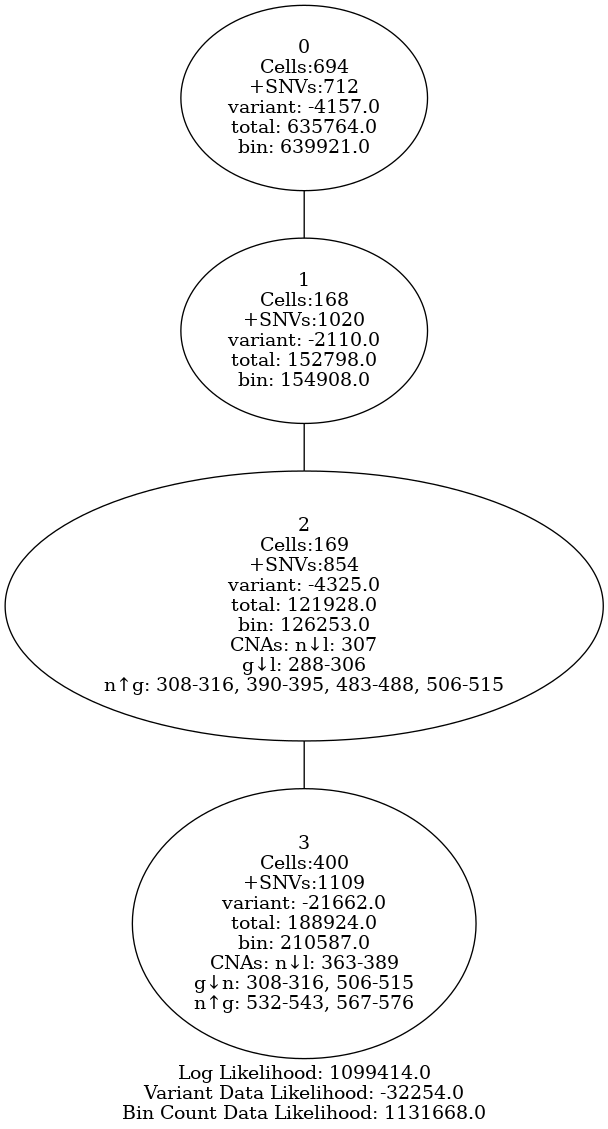 0
Cells:694
+SNVs:712
variant: -4157.0
total: 635764.0
bin: 639921.0
1
Cells:168
+SNVs:1020
variant: -2110.0
total: 152798.0
bin: 154908.0
2
Cells:169
+SNVs:854
variant: -4325.0
total: 121928.0
bin: 126253.0
CNAs: n↓l: 307
g↓l: 288-306
n↑g: 308-316, 390-395, 483-488, 506-515
3
Cells:400
+SNVs:1109
variant: -21662.0
total: 188924.0
bin: 210587.0
CNAs: n↓l: 363-389
g↓n: 308-316, 506-515
n↑g: 532-543, 567-576
Log Likelihood: 1099414.0
Variant Data Likelihood: -32254.0
Bin Count Data Likelihood: 1131668.0